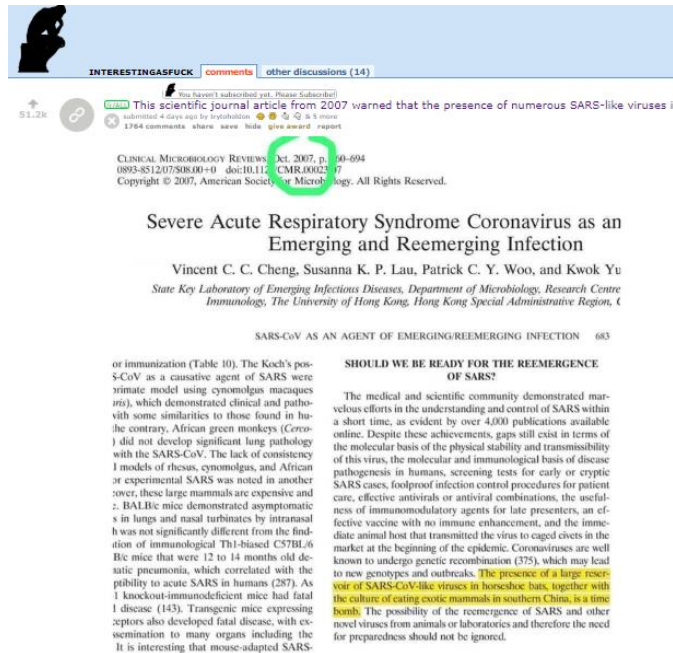 INTERESTINGASFUCK comments other discussions (14)
You haven't subscribed yet. Please Subscribe!
51.2k
This scientific journal article from 2007 warned that the presence of numerous SARS-like viruses i
submitted 4 days ago by & 5 more
1764 comments share save hide give award report
CLINICAL MICROBIOLOGY REVIEWS, Oct. 2007, p. 60–694
0893-8512/07/$08.00+0 doi:10.112 CMR.00023 07
Copyright © 2007, American Society for Microbiology. All Rights Reserved.
Severe Acute Respiratory Syndrome Coronavirus as an
Emerging and Reemerging Infection
Vincent C. C. Cheng, Susanna K. P. Lau, Patrick C. Y. Woo, and Kwok Yu
State Key Laboratory of Emerging Infectious Diseases, Department of Microbiology, Research Centre
Immunology, The University of Hong Kong, Hong Kong Special Administrative Region,
SARS-CoV AS AN AGENT OF EMERGING/REEMERGING INFECTION 683
or immunization (Table 10). The Koch's pos-
S-CoV as a causative agent of SARS were
primate model using cynomolgus macaques
), which demonstrated clinical and patho-
with some similarities to those found in hu-
the contrary, African green monkeys (Cerco-
) did not develop significant lung pathology
with the SARS-CoV. The lack of consistency
l models of rhesus, cynomolgus, and African
or experimental SARS was noted in another
over, these large mammals are expensive and
. BALB/c mice demonstrated asymptomatic
s in lungs and nasal turbinates by intranasal
h was not significantly different from the find-
ation of immunological Th1-biased C57BL/6
B/c mice that were 12 to 14 months old de-
matic pneumonia, which correlated with the
ptibility to acute SARS in humans (287). As
1 knockout-immunodeficient mice had fatal
l disease (143). Transgenic mice expressing
ceptors also developed fatal disease, with ex-
ssemination to many organs including the
It is interesting that mouse-adapted SARS-
SHOULD WE BE READY FOR THE REEMERGENCE
OF SARS?
The medical and scientific community demonstrated mar-
velous efforts in the understanding and control of SARS within
a short time, as evident by over 4,000 publications available
online. Despite these achievements, gaps still exist in terms of
the molecular basis of the physical stability and transmissibility
of this virus, the molecular and immunological basis of disease
pathogenesis in humans, screening tests for early or cryptic
SARS cases, foolproof infection control procedures for patient
care, effective antivirals or antiviral combinations, the useful-
ness of immunomodulatory agents for late presenters, an ef-
fective vaccine with no immune enhancement, and the imme-
diate animal host that transmitted the virus to caged civets in the
market at the beginning of the epidemic. Coronaviruses are well
known to undergo genetic recombination (375), which may lead
to new genotypes and outbreaks. The presence of a large reser-
voir of SARS-CoV-like viruses in horseshoe bats, together with
the culture of eating exotic mammals in southern China, is a time
bomb. The possibility of the reemergence of SARS and other
novel viruses from animals or laboratories and therefore the need
for preparedness should not be ignored.